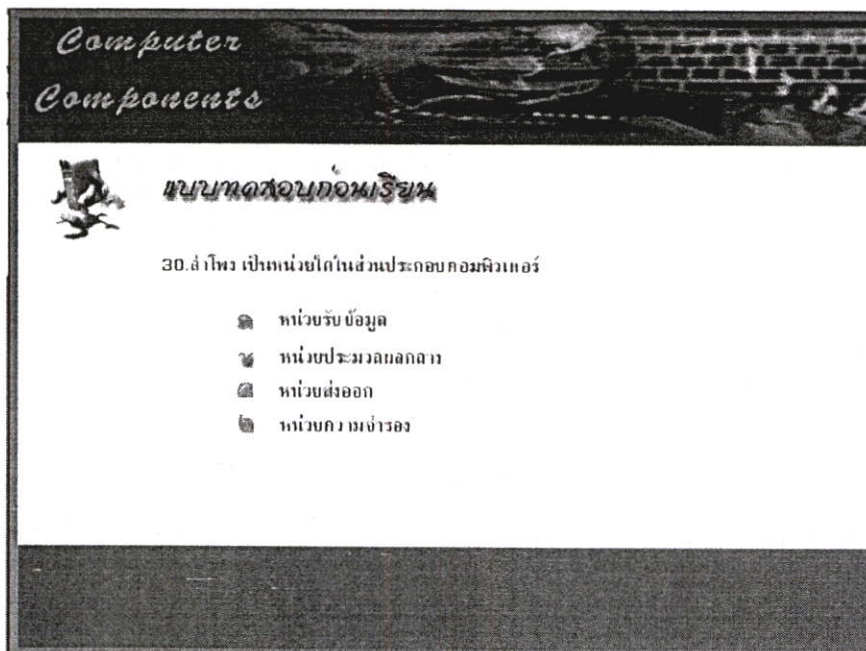 Computer
Components
แบบทดสอบก่อนเรียน
30.ลำโพง เป็นหน่วยใดในส่วนประกอบคอมพิวเตอร์
ก หน่วยรับข้อมูล
ข หน่วยประมวลผลกลาง
ค หน่วยส่งออก
ง หน่วยความจำรอง